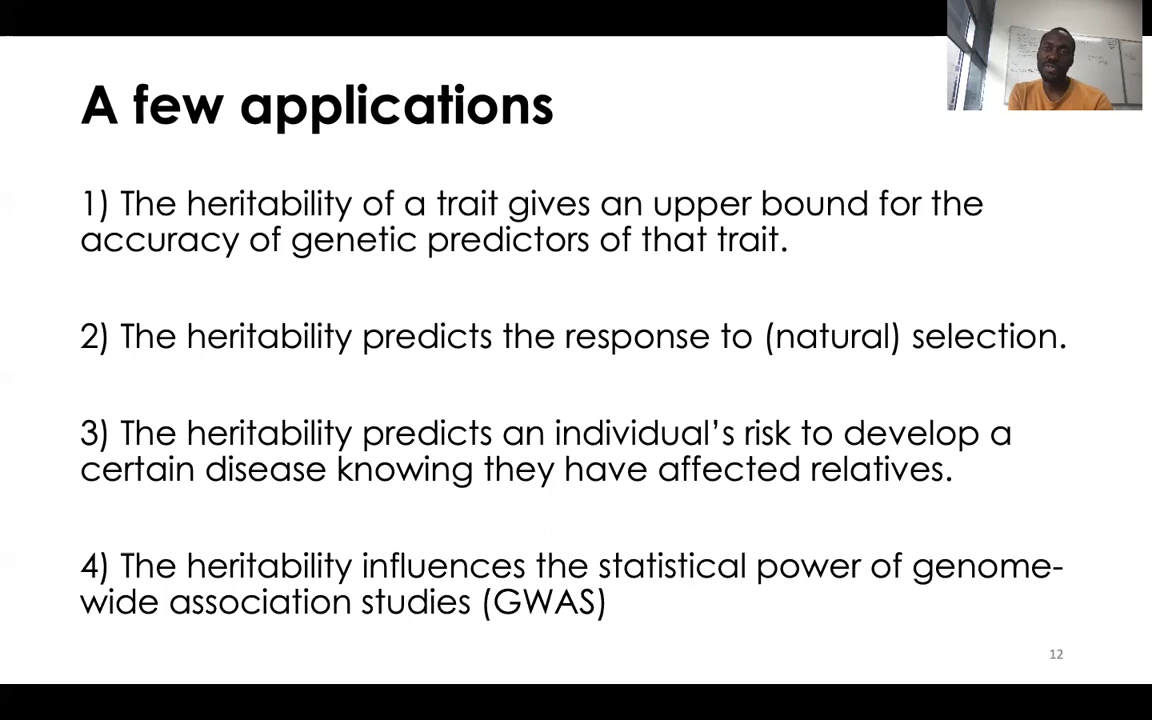 A few applications
1) The heritability of a trait gives an upper bound for the
accuracy of genetic predictors of that trait.
2) The heritability predicts the response to (natural) selection.
3) The heritability predicts an individual’s risk to develop a
certain disease knowing they have affected relatives.
4) The heritability influences the statistical power of genome-
wide association studies (GWAS)
12